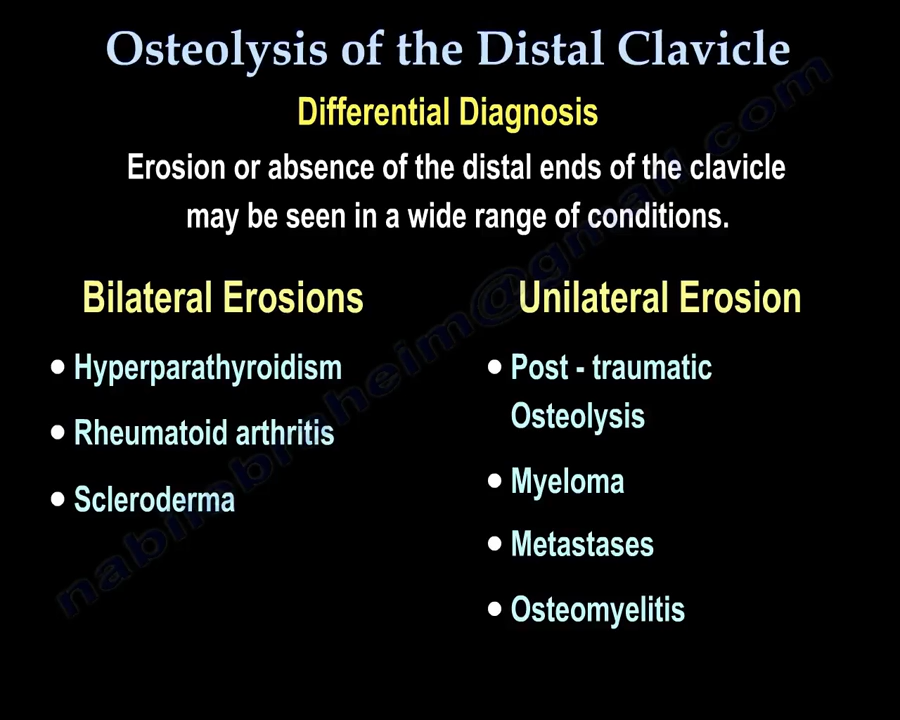 Osteolysis of the Distal Clavicle
Differential Diagnosis
Erosion or absence of the distal ends of the clavicle
may be seen in a wide range of conditions.
Bilateral Erosions
• Hyperparathyroidism
• Rheumatoid arthritis
• Scleroderma
Unilateral Erosion
• Post - traumatic
Osteolysis
• Myeloma
• Metastases
• Osteomyelitis